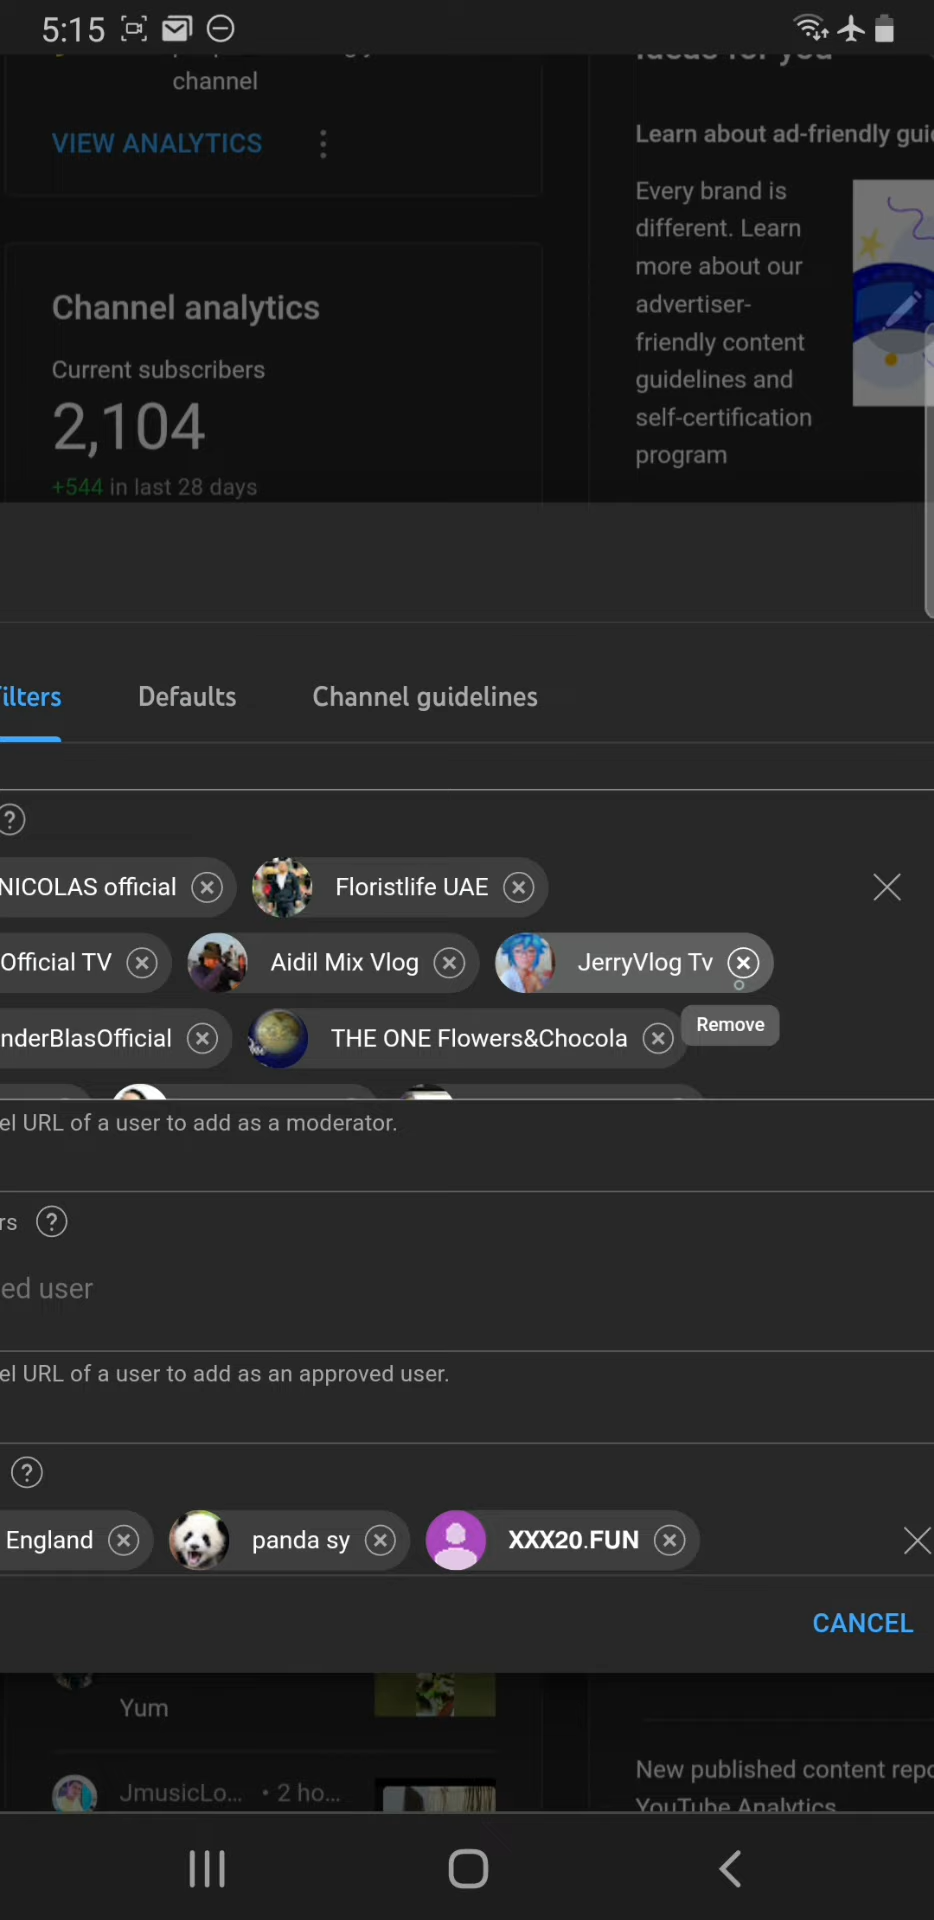 5:15
channel
VIEW ANALYTICS
Ideas for you
Learn about ad-friendly
Every brand is
different. Learn
more about our
advertiser-
friendly content
guidelines and
self-certification
program
Channel analytics
Current subscribers
2,104
+544 in last 28 days
ilters
Defaults
Channel guidelines
NICOLAS official
Floristlife UAE
Official TV
Aidil Mix Vlog
JerryVlog Tv
nderBlasOfficial
THE ONE Flowers&Chocola
Remove
el URL of a user to add as a moderator.
rs
ed user
el URL of a user to add as an approved user.
England
panda sy
XXX20.FUN
CANCEL
Yum
JmusicLo... • 2 ho...
New published content repo
YouTube Analytics